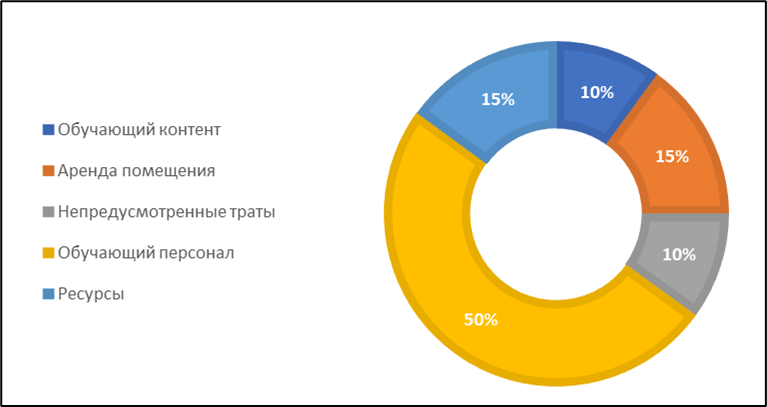 Обучающий контент
Аренда помещения
Непредусмотренные траты
Обучающий персонал
Ресурсы
10%
15%
10%
50%
15%